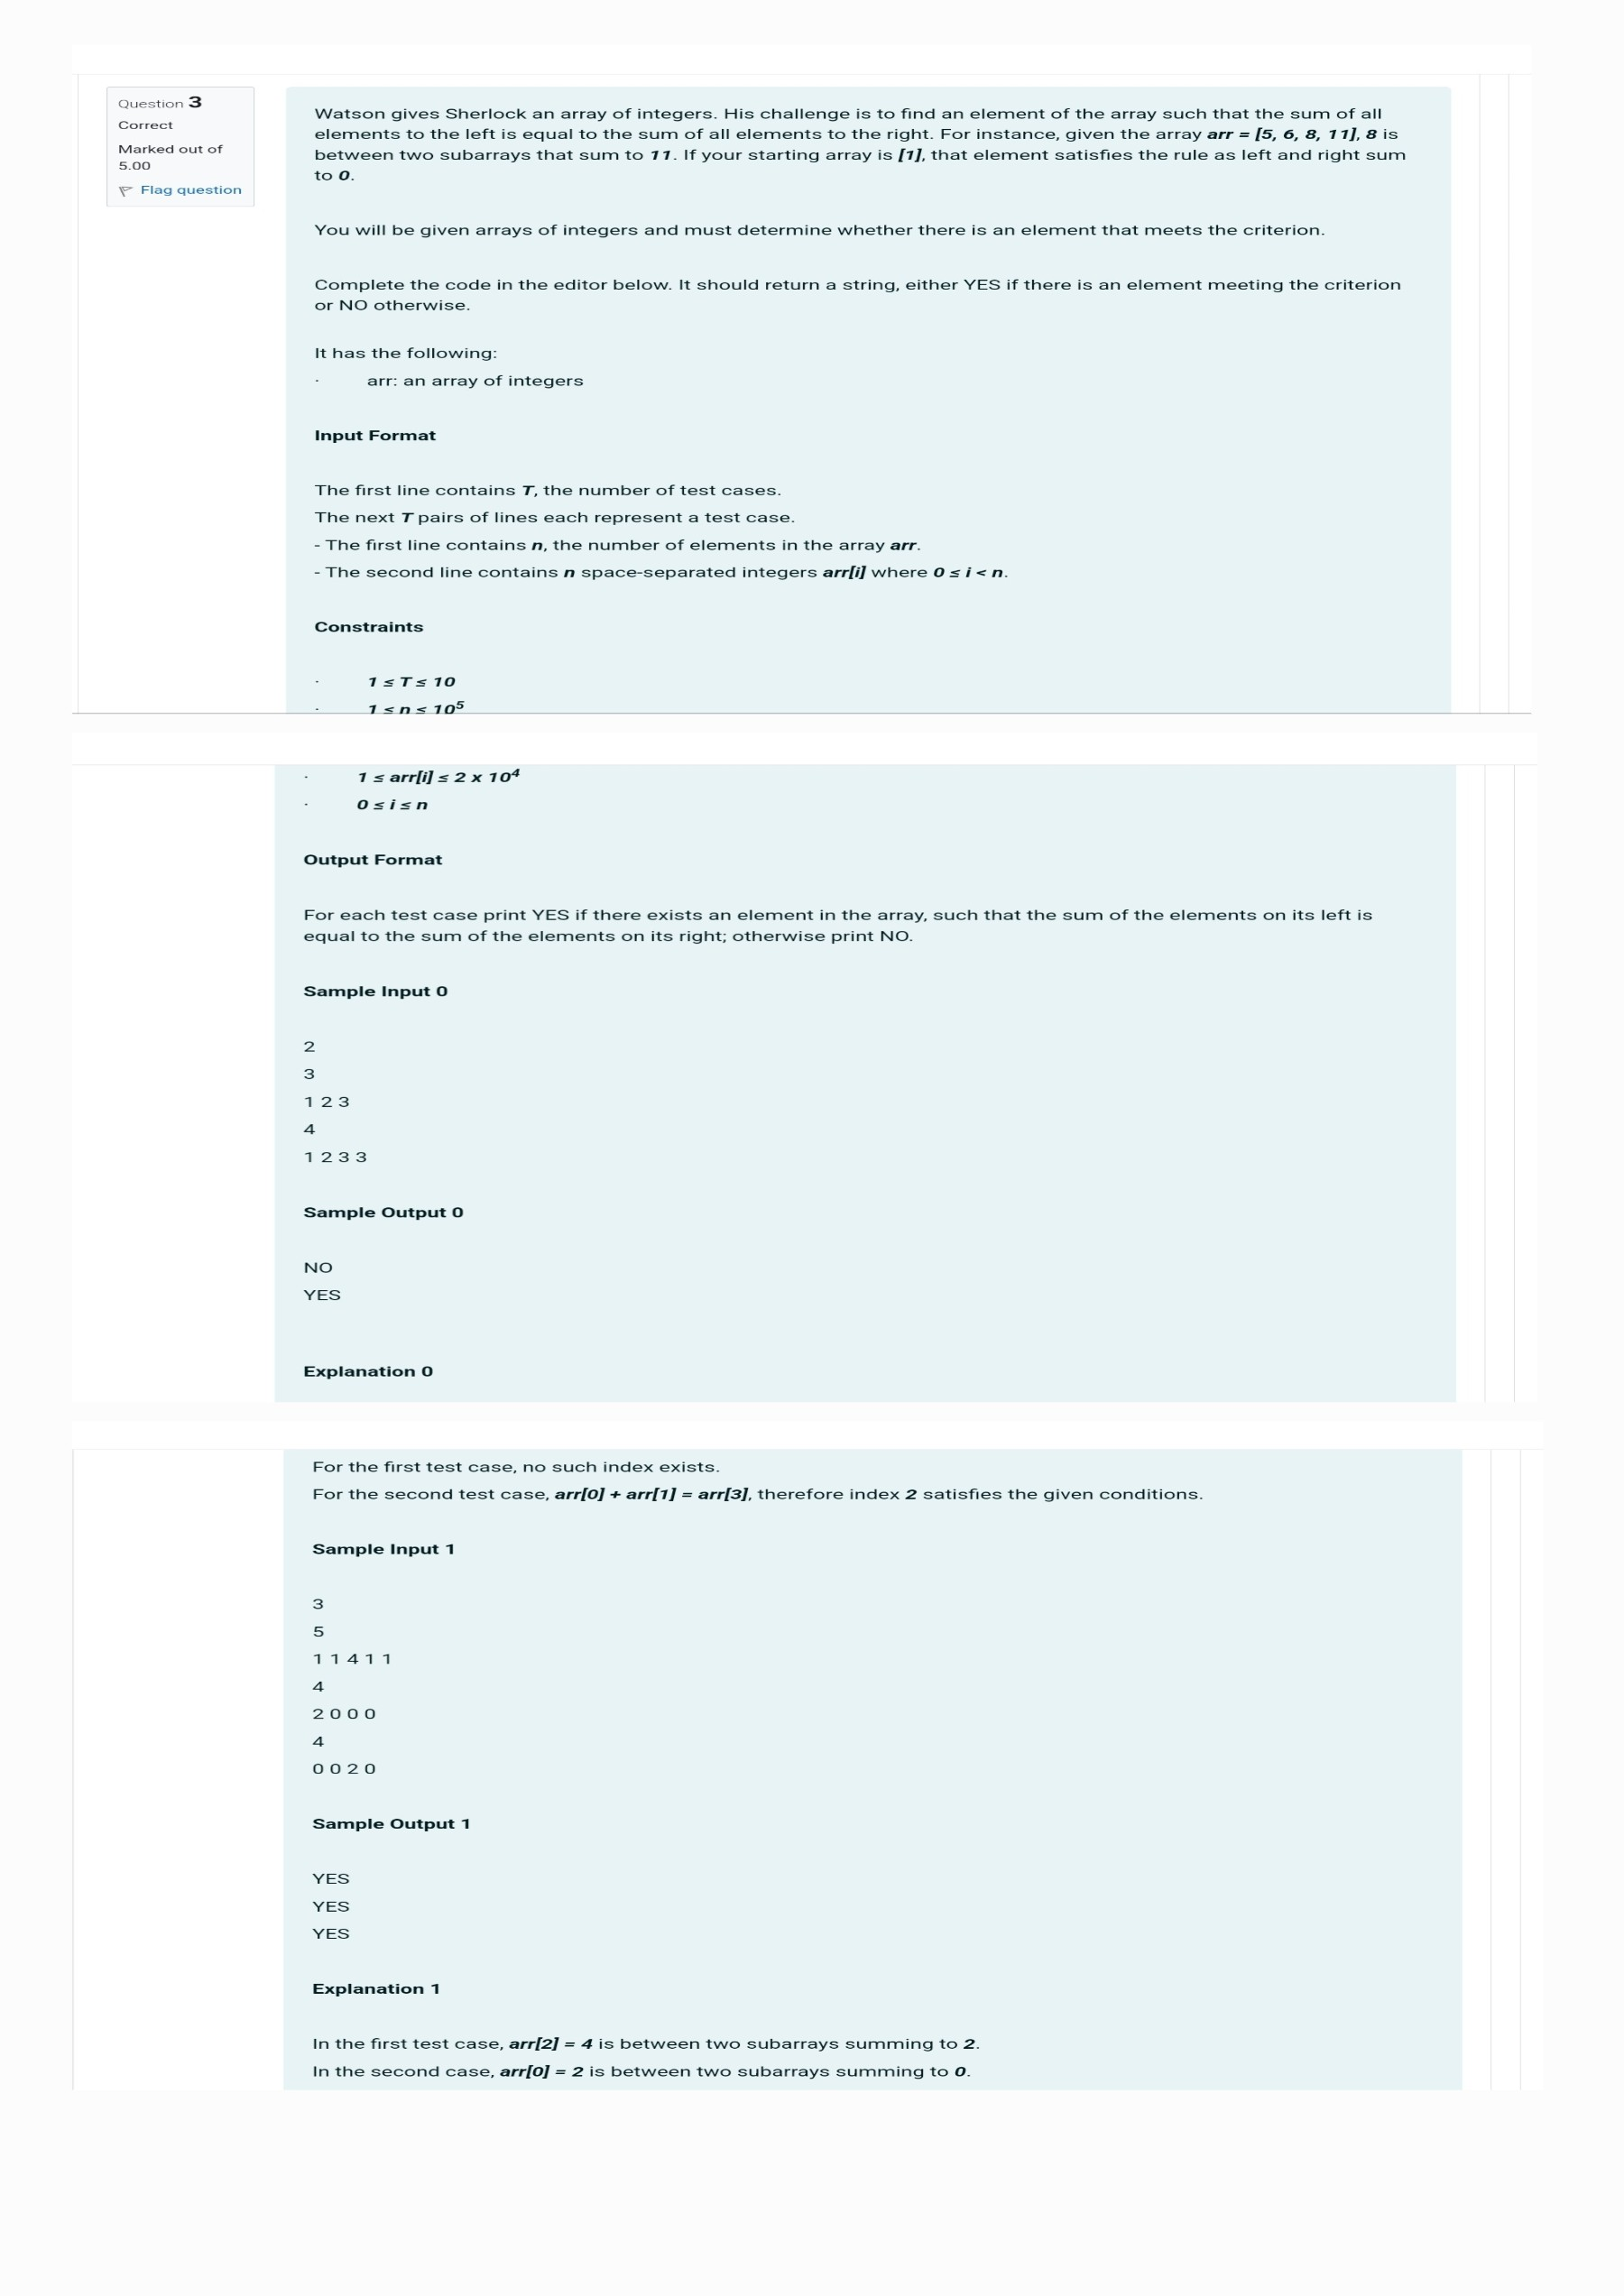 Question 3
Correct
Marked out of
5.00
Flag question
Watson gives Sherlock an array of integers. His challenge is to find an element of the array such that the sum of all
elements to the left is equal to the sum of all elements to the right. For instance, given the array arr = [5, 6, 8, 11], 8 is
between two subarrays that sum to 11. If your starting array is [1], that element satisfies the rule as left and right sum
to 0.
You will be given arrays of integers and must determine whether there is an element that meets the criterion.
Complete the code in the editor below. It should return a string, either YES if there is an element meeting the criterion
or NO otherwise.
It has the following:
· arr: an array of integers
Input Format
The first line contains T, the number of test cases.
The next T pairs of lines each represent a test case.
- The first line contains n, the number of elements in the array arr.
- The second line contains n space-separated integers arr[i] where 0 ≤ i < n.
Constraints
· 1 ≤ T ≤ 10
· 1 ≤ n ≤ 10⁵
· 1 ≤ arr[i] ≤ 2 x 10⁴
· 0 ≤ i ≤ n
Output Format
For each test case print YES if there exists an element in the array, such that the sum of the elements on its left is
equal to the sum of the elements on its right; otherwise print NO.
Sample Input 0
2
3
1 2 3
4
1 2 3 3
Sample Output 0
NO
YES
Explanation 0
For the first test case, no such index exists.
For the second test case, arr[0] + arr[1] = arr[3], therefore index 2 satisfies the given conditions.
Sample Input 1
3
5
1 1 4 1 1
4
2 0 0 0
4
0 0 2 0
Sample Output 1
YES
YES
YES
Explanation 1
In the first test case, arr[2] = 4 is between two subarrays summing to 2.
In the second case, arr[0] = 2 is between two subarrays summing to 0.